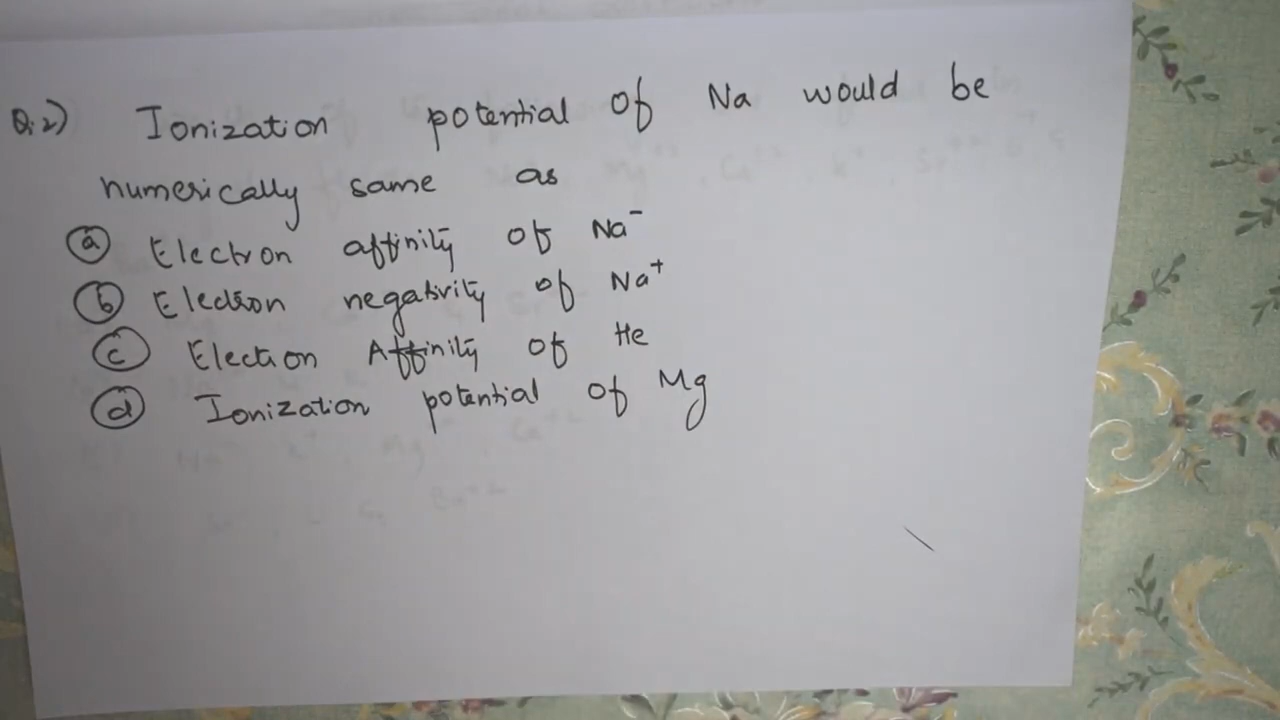 Q.2) Ionization potential of Na would be
numerically same as
(a) Electron affinity of Na⁻
(b) Electron negativity of Na⁺
(c) Election Affinity of He
(d) Ionization potential of Mg